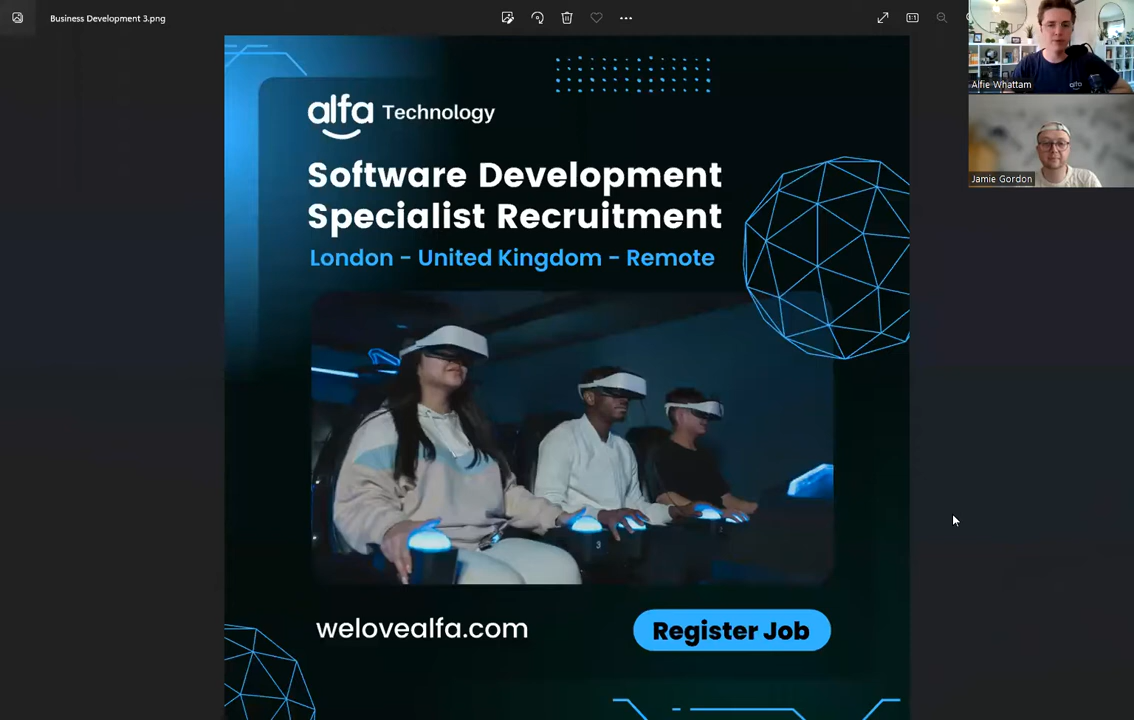 Business Development 3.png
Alfie Whattam
Jamie Gordon
alfa Technology
Software Development
Specialist Recruitment
London - United Kingdom - Remote
3
welovealfa.com
Register Job